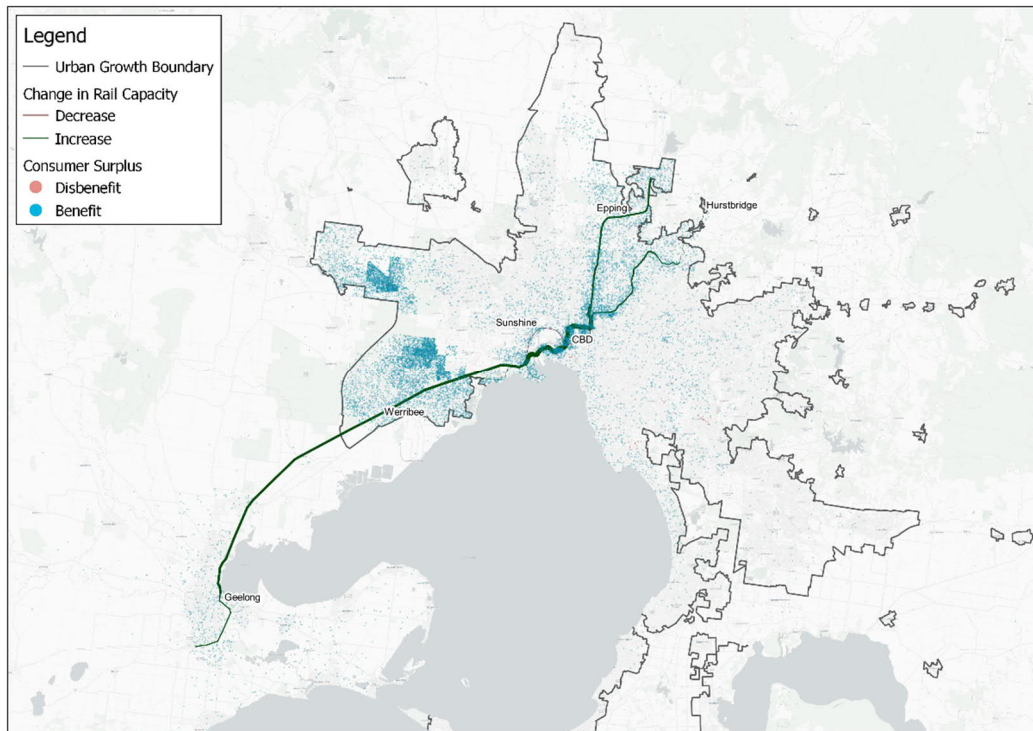 Legend
Urban Growth Boundary
Change in Rail Capacity
Decrease
Increase
Consumer Surplus
Disbenefit
Benefit
Epping
Hurstbridge
Sunshine
CBD
Werribee
Geelong